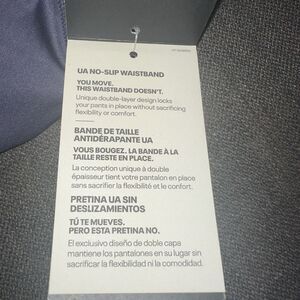 UA NO-SLIP WAISTBAND
YOU MOVE.
THIS WAISTBAND DOESN'T.
Unique double-layer design locks
your pants in place without sacrificing
flexibility or comfort.
BANDE DE TAILLE
ANTIDÉRAPANTE UA
VOUS BOUGEZ. LA BANDE À LA
TAILLE RESTE EN PLACE.
La conception unique à double
épaisseur tient votre pantalon en place
sans sacrifier la flexibilité et le confort.
PRETINA UA SIN
DESLIZAMIENTOS
TÚ TE MUEVES.
PERO ESTA PRETINA NO.
El exclusivo diseño de doble capa
mantiene los pantalones en su lugar sin
sacrificar la flexibilidad ni la comodidad.